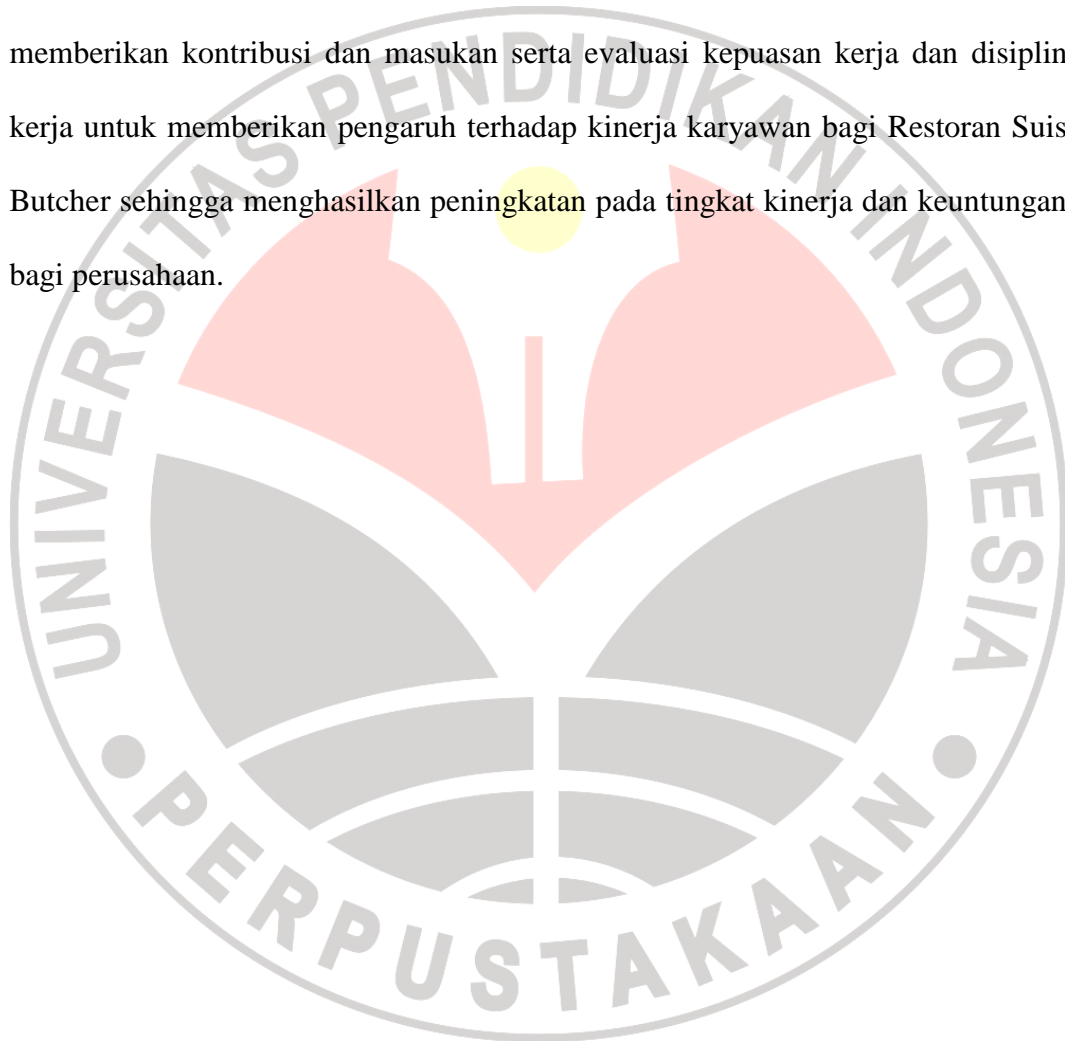 memberikan kontribusi dan masukan serta evaluasi kepuasan kerja dan disiplin
kerja untuk memberikan pengaruh terhadap kinerja karyawan bagi Restoran Suis
Butcher sehingga menghasilkan peningkatan pada tingkat kinerja dan keuntungan
bagi perusahaan.
UNIVERSITAS PENDIDIKAN INDONESIA
PERPUSTAKAAN